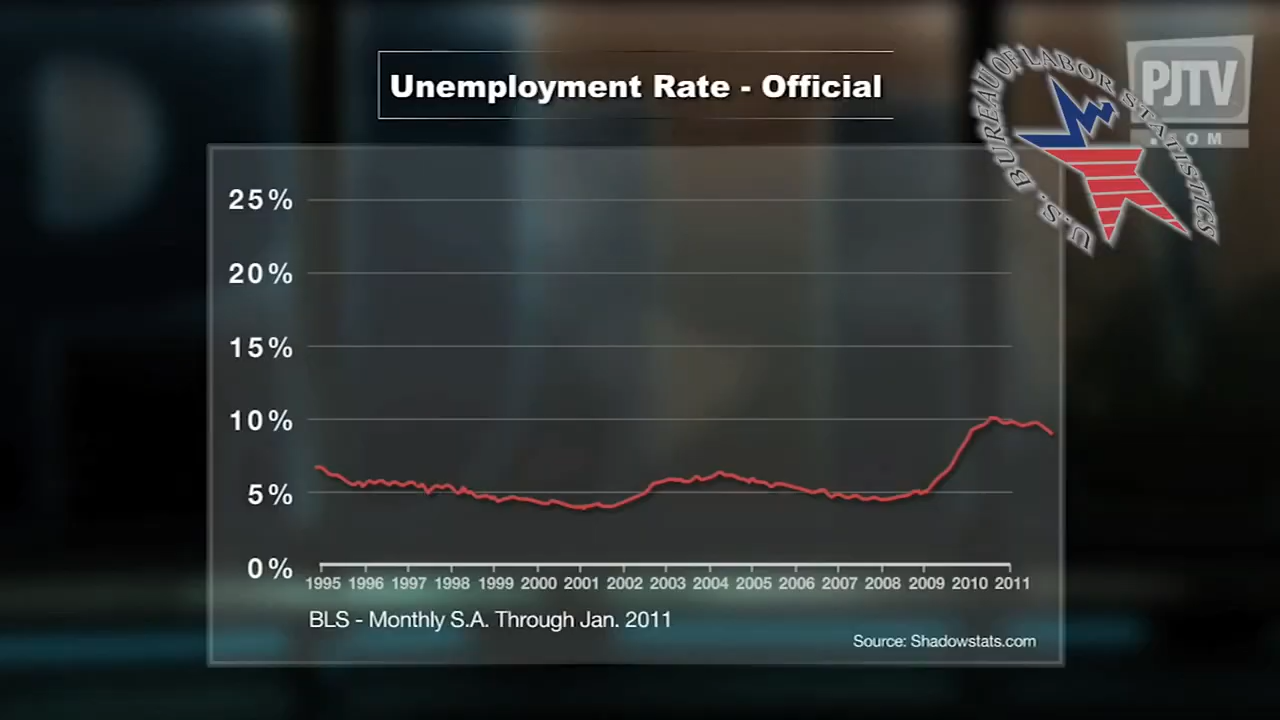 Unemployment Rate - Official
U.S. BUREAU OF LABOR STATISTICS
PJTV
.COM
25%
20%
15%
10%
5%
0%
1995 1996 1997 1998 1999 2000 2001 2002 2003 2004 2005 2006 2007 2008 2009 2010 2011
BLS - Monthly S.A. Through Jan. 2011
Source: Shadowstats.com